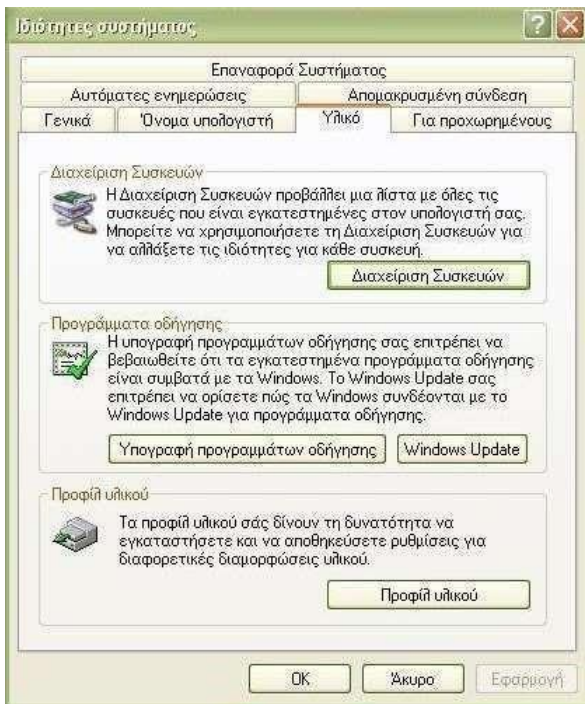 Ιδιότητες συστήματος
Επαναφορά Συστήματος
Αυτόματες ενημερώσεις
Απομακρυσμένη σύνδεση
Γενικά
Όνομα υπολογιστή
Υλικό
Για προχωρημένους
Διαχείριση Συσκευών
Η Διαχείριση Συσκευών προβάλλει μια λίστα με όλες τις
συσκευές που είναι εγκατεστημένες στον υπολογιστή σας.
Μπορείτε να χρησιμοποιήσετε τη Διαχείριση Συσκευών για
να αλλάξετε τις ιδιότητες για κάθε συσκευή.
Διαχείριση Συσκευών
Προγράμματα οδήγησης
Η υπογραφή προγραμμάτων οδήγησης σας επιτρέπει να
βεβαιωθείτε ότι τα εγκατεστημένα προγράμματα οδήγησης
είναι συμβατά με τα Windows. Το Windows Update σας
επιτρέπει να ορίσετε πώς τα Windows συνδέονται με το
Windows Update για προγράμματα οδήγησης.
Υπογραφή προγραμμάτων οδήγησης
Windows Update
Προφίλ υλικού
Τα προφίλ υλικού σάς δίνουν τη δυνατότητα να
εγκαταστήσετε και να αποθηκεύσετε ρυθμίσεις για
διαφορετικές διαμορφώσεις υλικού.
Προφίλ υλικού
OK
Άκυρο
Εφαρμογή